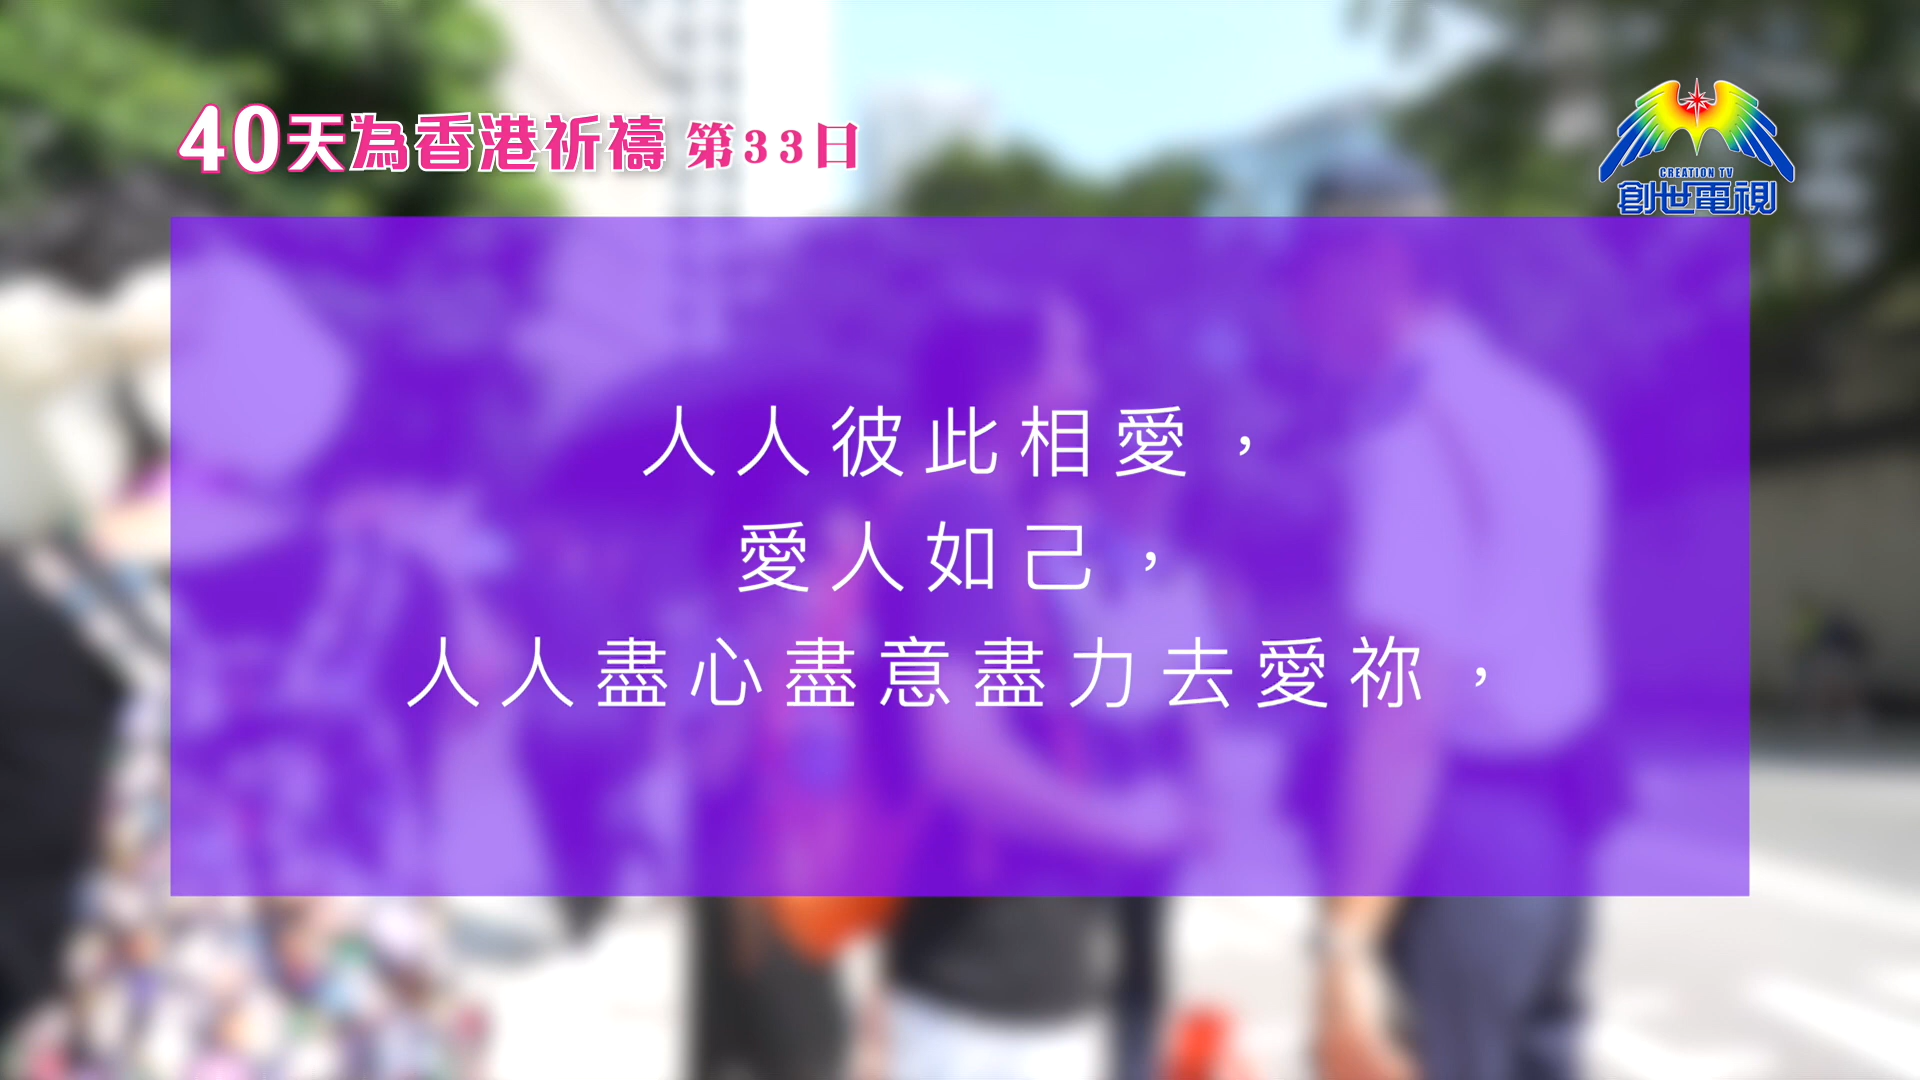 40天為香港祈禱 第33日
CREATION TV
創世電視
人人彼此相愛，
愛人如己，
人人盡心盡意盡力去愛祢，